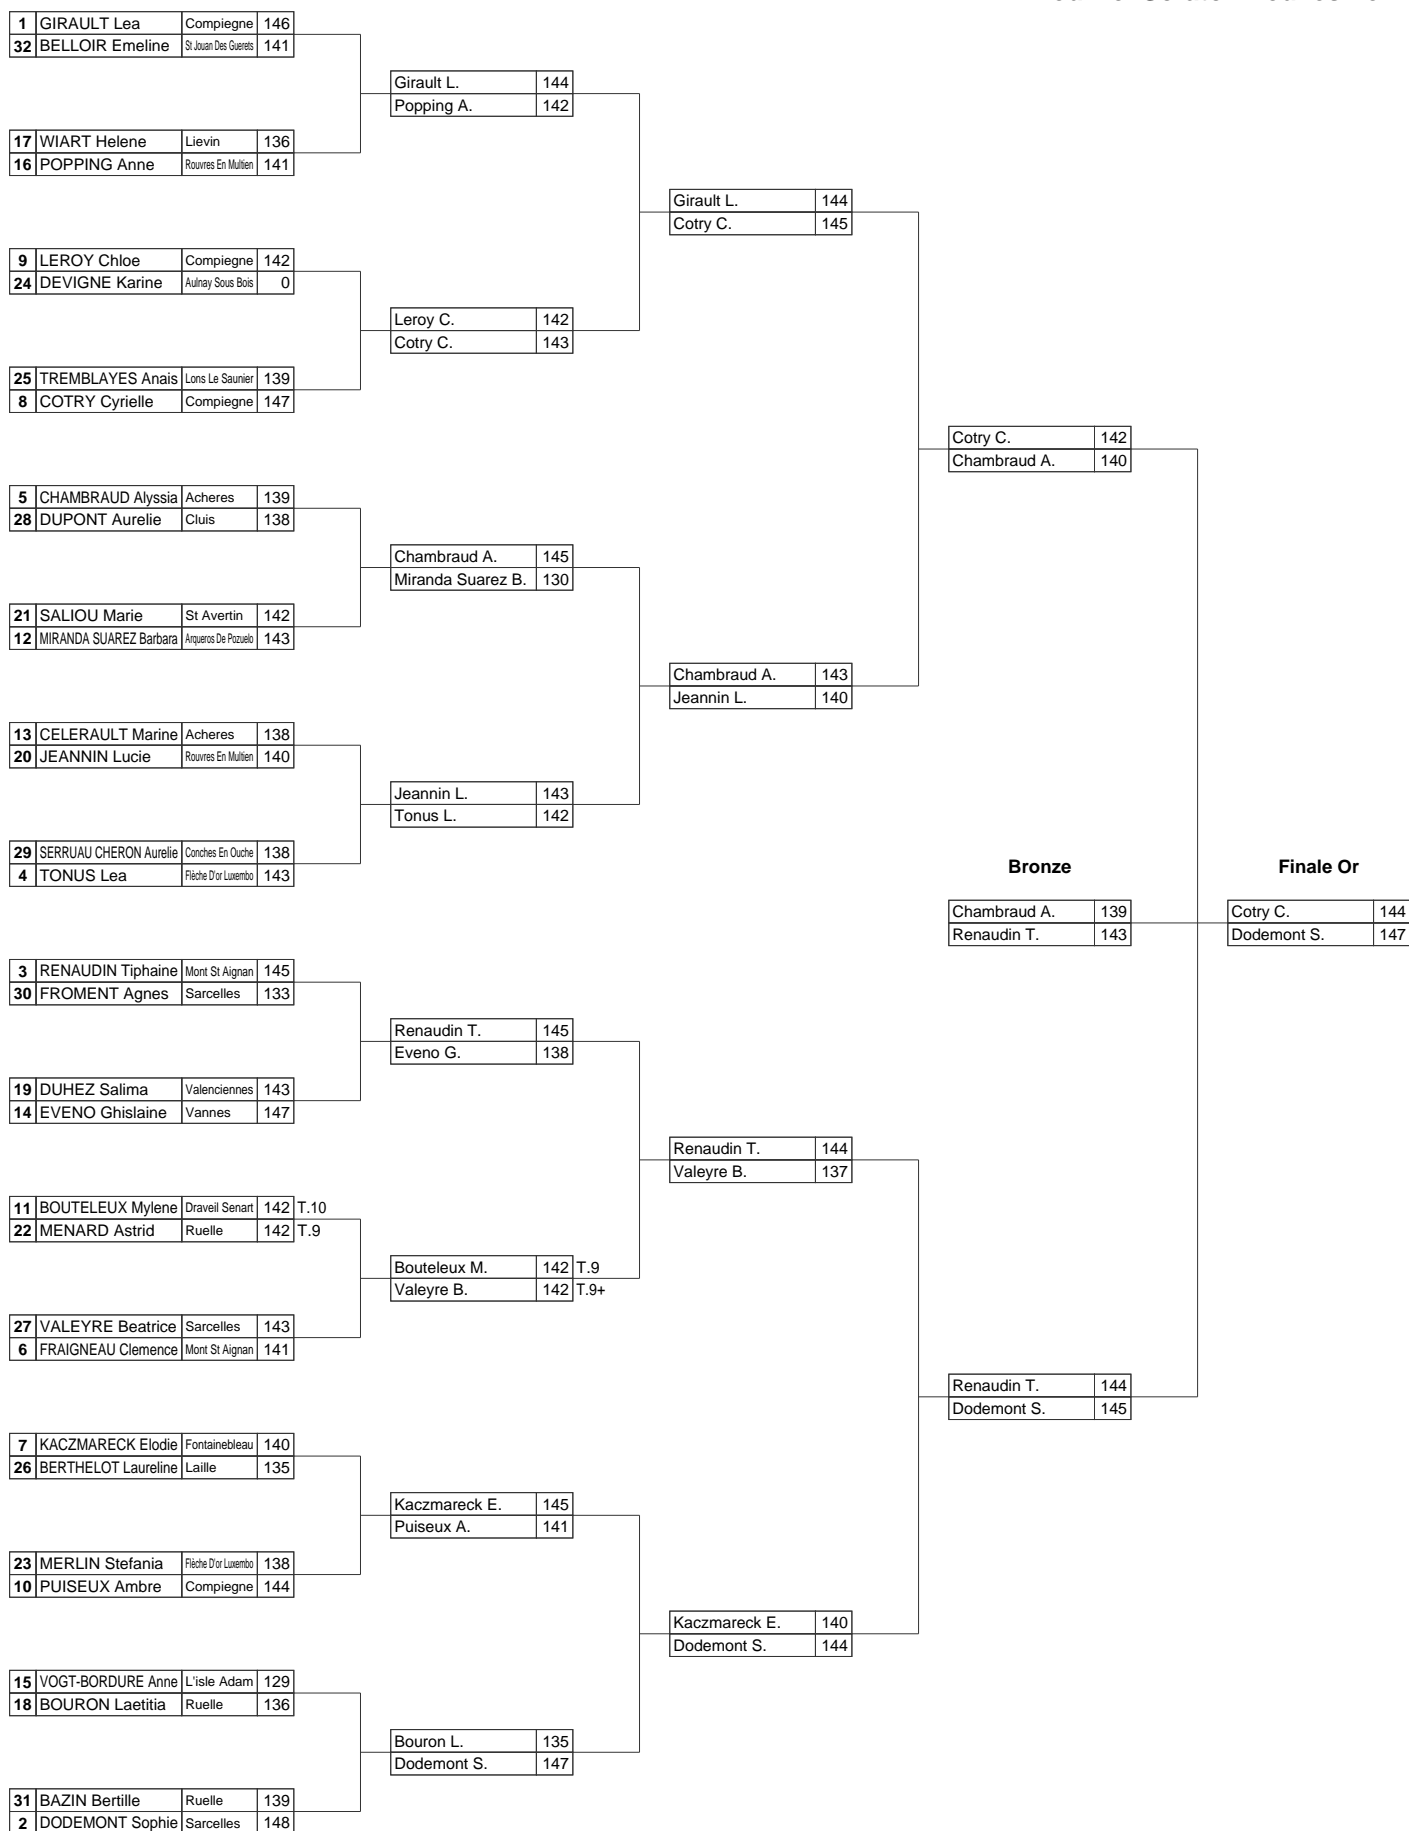 1 GIRAULT Lea Compiegne 146
32 BELLOIR Emeline St Jouan Des Guerets 141
Girault L. 144
Popping A. 142
17 WIART Helene Lievin 136
16 POPPING Anne Rouvres En Multien 141
Girault L. 144
Cotry C. 145
9 LEROY Chloe Compiegne 142
24 DEVIGNE Karine Aulnay Sous Bois 0
Leroy C. 142
Cotry C. 143
25 TREMBLAYES Anais Lons Le Saunier 139
8 COTRY Cyrielle Compiegne 147
Cotry C. 142
Chambraud A. 140
5 CHAMBRAUD Alyssia Acheres 139
28 DUPONT Aurelie Cluis 138
Chambraud A. 145
Miranda Suarez B. 130
21 SALIOU Marie St Avertin 142
12 MIRANDA SUAREZ Barbara Arqueros De Pozuelo 143
Chambraud A. 143
Jeannin L. 140
13 CELERAULT Marine Acheres 138
20 JEANNIN Lucie Rouvres En Multien 140
Jeannin L. 143
Tonus L. 142
29 SERRUAU CHERON Aurelie Conches En Ouche 138
4 TONUS Lea Flèche D'or Luxembo 143
Bronze Finale Or
Chambraud A. 139 Cotry C. 144
Renaudin T. 143 Dodemont S. 147
3 RENAUDIN Tiphaine Mont St Aignan 145
30 FROMENT Agnes Sarcelles 133
Renaudin T. 145
Eveno G. 138
19 DUHEZ Salima Valenciennes 143
14 EVENO Ghislaine Vannes 147
Renaudin T. 144
Valeyre B. 137
11 BOUTELEUX Mylene Draveil Senart 142 T.10
22 MENARD Astrid Ruelle 142 T.9
Bouteleux M. 142 T.9
Valeyre B. 142 T.9+
27 VALEYRE Beatrice Sarcelles 143
6 FRAIGNEAU Clemence Mont St Aignan 141
Renaudin T. 144
Dodemont S. 145
7 KACZMARECK Elodie Fontainebleau 140
26 BERTHELOT Laureline Laille 135
Kaczmareck E. 145
Puiseux A. 141
23 MERLIN Stefania Flèche D'or Luxembo 138
10 PUISEUX Ambre Compiegne 144
Kaczmareck E. 140
Dodemont S. 144
15 VOGT-BORDURE Anne L'isle Adam 129
18 BOURON Laetitia Ruelle 136
Bouron L. 135
Dodemont S. 147
31 BAZIN Bertille Ruelle 139
2 DODEMONT Sophie Sarcelles 148